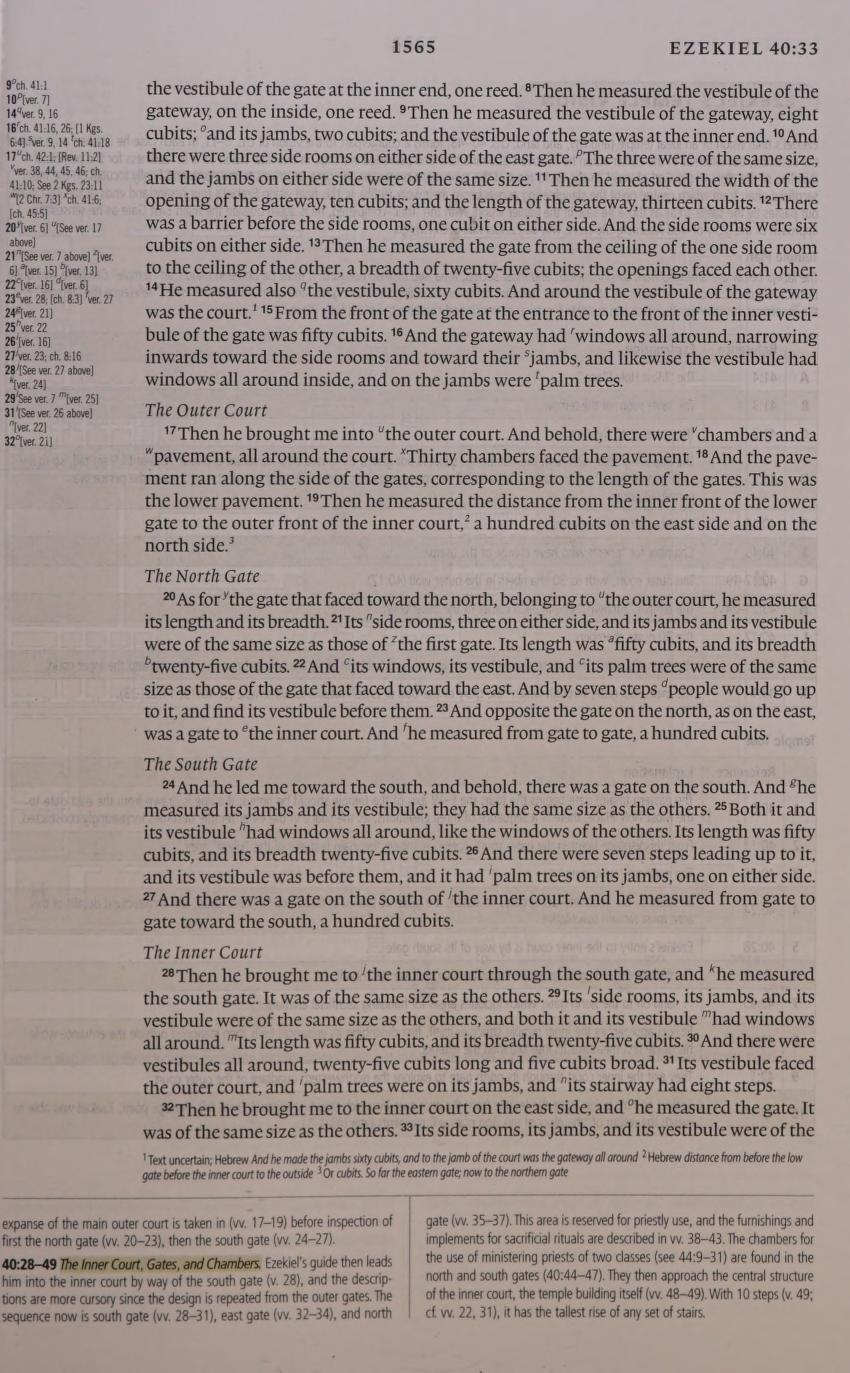 1565
EZEKIEL 40:33
9 o ch. 41:1
10 p [ver. 7]
14 q ver. 9, 16
16 r ch. 41:16, 26; [1 Kgs.
6:4] s ver. 9, 14 t ch. 41:18
17 u ch. 42:1; [Rev. 11:2]
v ver. 38, 44, 45, 46; ch.
41:10; See 2 Kgs. 23:11
w [2 Chr. 7:3] x ch. 41:6;
[ch. 45:5]
20 y [ver. 6] u [See ver. 17
above]
21 n [See ver. 7 above] z [ver.
6] a [ver. 15] b [ver. 13]
22 c [ver. 16] d [ver. 6]
23 e ver. 28; [ch. 8:3] f ver. 27
24 g [ver. 21]
25 h ver. 22
26 i [ver. 16]
27 j ver. 23; ch. 8:16
28 j [See ver. 27 above]
k [ver. 24]
29 l See ver. 7 m [ver. 25]
31 i [See ver. 26 above]
n [ver. 22]
32 o [ver. 21]
the vestibule of the gate at the inner end, one reed. 8 Then he measured the vestibule of the
gateway, on the inside, one reed. 9 Then he measured the vestibule of the gateway, eight
cubits; o and its jambs, two cubits; and the vestibule of the gate was at the inner end. 10 And
there were three side rooms on either side of the east gate. p The three were of the same size,
and the jambs on either side were of the same size. 11 Then he measured the width of the
opening of the gateway, ten cubits; and the length of the gateway, thirteen cubits. 12 There
was a barrier before the side rooms, one cubit on either side. And the side rooms were six
cubits on either side. 13 Then he measured the gate from the ceiling of the one side room
to the ceiling of the other, a breadth of twenty-five cubits; the openings faced each other.
14 He measured also q the vestibule, sixty cubits. And around the vestibule of the gateway
was the court. 1 15 From the front of the gate at the entrance to the front of the inner vesti-
bule of the gate was fifty cubits. 16 And the gateway had r windows all around, narrowing
inwards toward the side rooms and toward their s jambs, and likewise the vestibule had
windows all around inside, and on the jambs were t palm trees.
The Outer Court
17 Then he brought me into u the outer court. And behold, there were v chambers and a
w pavement, all around the court. x Thirty chambers faced the pavement. 18 And the pave-
ment ran along the side of the gates, corresponding to the length of the gates. This was
the lower pavement. 19 Then he measured the distance from the inner front of the lower
gate to the outer front of the inner court, 2 a hundred cubits on the east side and on the
north side. 3
The North Gate
20 As for y the gate that faced toward the north, belonging to u the outer court, he measured
its length and its breadth. 21 Its n side rooms, three on either side, and its jambs and its vestibule
were of the same size as those of z the first gate. Its length was a fifty cubits, and its breadth
b twenty-five cubits. 22 And c its windows, its vestibule, and c its palm trees were of the same
size as those of the gate that faced toward the east. And by seven steps d people would go up
to it, and find its vestibule before them. 23 And opposite the gate on the north, as on the east,
was a gate to e the inner court. And f he measured from gate to gate, a hundred cubits.
The South Gate
24 And he led me toward the south, and behold, there was a gate on the south. And g he
measured its jambs and its vestibule; they had the same size as the others. 25 Both it and
its vestibule h had windows all around, like the windows of the others. Its length was fifty
cubits, and its breadth twenty-five cubits. 26 And there were seven steps leading up to it,
and its vestibule was before them, and it had i palm trees on its jambs, one on either side.
27 And there was a gate on the south of j the inner court. And he measured from gate to
gate toward the south, a hundred cubits.
The Inner Court
28 Then he brought me to j the inner court through the south gate, and k he measured
the south gate. It was of the same size as the others. 29 Its l side rooms, its jambs, and its
vestibule were of the same size as the others, and both it and its vestibule m had windows
all around. m Its length was fifty cubits, and its breadth twenty-five cubits. 30 And there were
vestibules all around, twenty-five cubits long and five cubits broad. 31 Its vestibule faced
the outer court, and i palm trees were on its jambs, and n its stairway had eight steps.
32 Then he brought me to the inner court on the east side, and o he measured the gate. It
was of the same size as the others. 33 Its side rooms, its jambs, and its vestibule were of the
1 Text uncertain; Hebrew And he made the jambs sixty cubits, and to the jamb of the court was the gateway all around 2 Hebrew distance from before the low
gate before the inner court to the outside 3 Or cubits. So far the eastern gate; now to the northern gate
expanse of the main outer court is taken in (vv. 17–19) before inspection of
first the north gate (vv. 20–23), then the south gate (vv. 24–27).
40:28–49 The Inner Court, Gates, and Chambers. Ezekiel's guide then leads
him into the inner court by way of the south gate (v. 28), and the descrip-
tions are more cursory since the design is repeated from the outer gates. The
sequence now is south gate (vv. 28–31), east gate (vv. 32–34), and north
gate (vv. 35–37). This area is reserved for priestly use, and the furnishings and
implements for sacrificial rituals are described in vv. 38–43. The chambers for
the use of ministering priests of two classes (see 44:9–31) are found in the
north and south gates (40:44–47). They then approach the central structure
of the inner court, the temple building itself (vv. 48–49). With 10 steps (v. 49;
cf. vv. 22, 31), it has the tallest rise of any set of stairs.